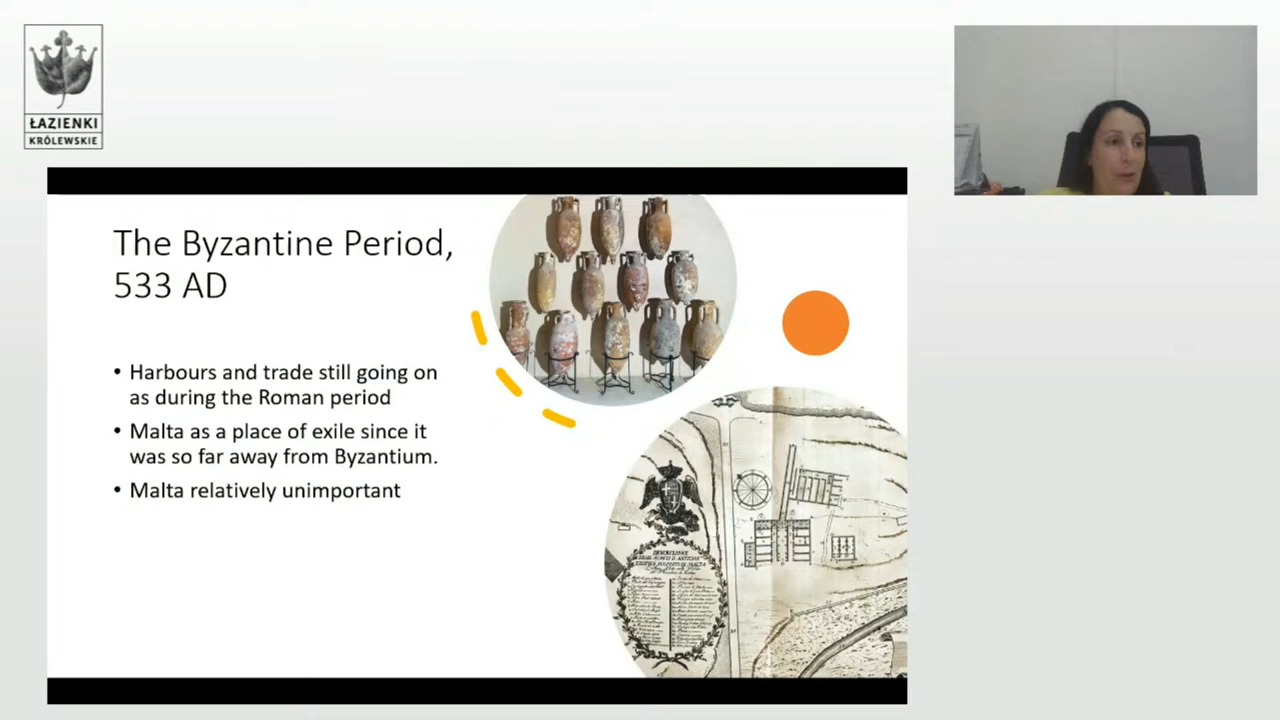 ŁAZIENKI
KRÓLEWSKIE
The Byzantine Period,
533 AD
• Harbours and trade still going on
as during the Roman period
• Malta as a place of exile since it
was so far away from Byzantium.
• Malta relatively unimportant
DESCRIZIONE